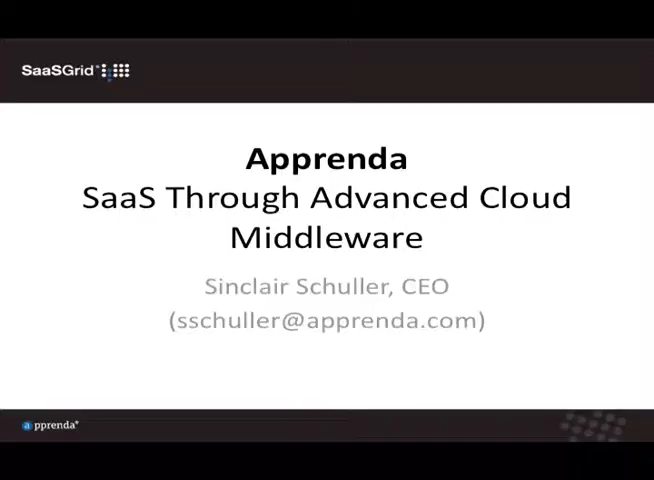 SaaSGrid
Apprenda
SaaS Through Advanced Cloud
Middleware
Sinclair Schuller, CEO
(sschuller@apprenda.com)
apprenda